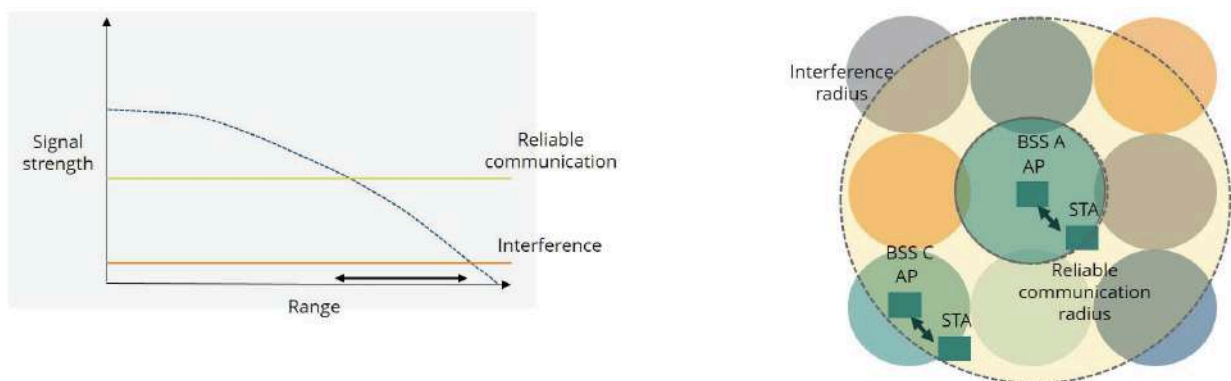 Signal
strength
Reliable
communication
Interference
Range
Interference
radius
BSS A
AP
STA
BSS C
AP
STA
Reliable
communication
radius